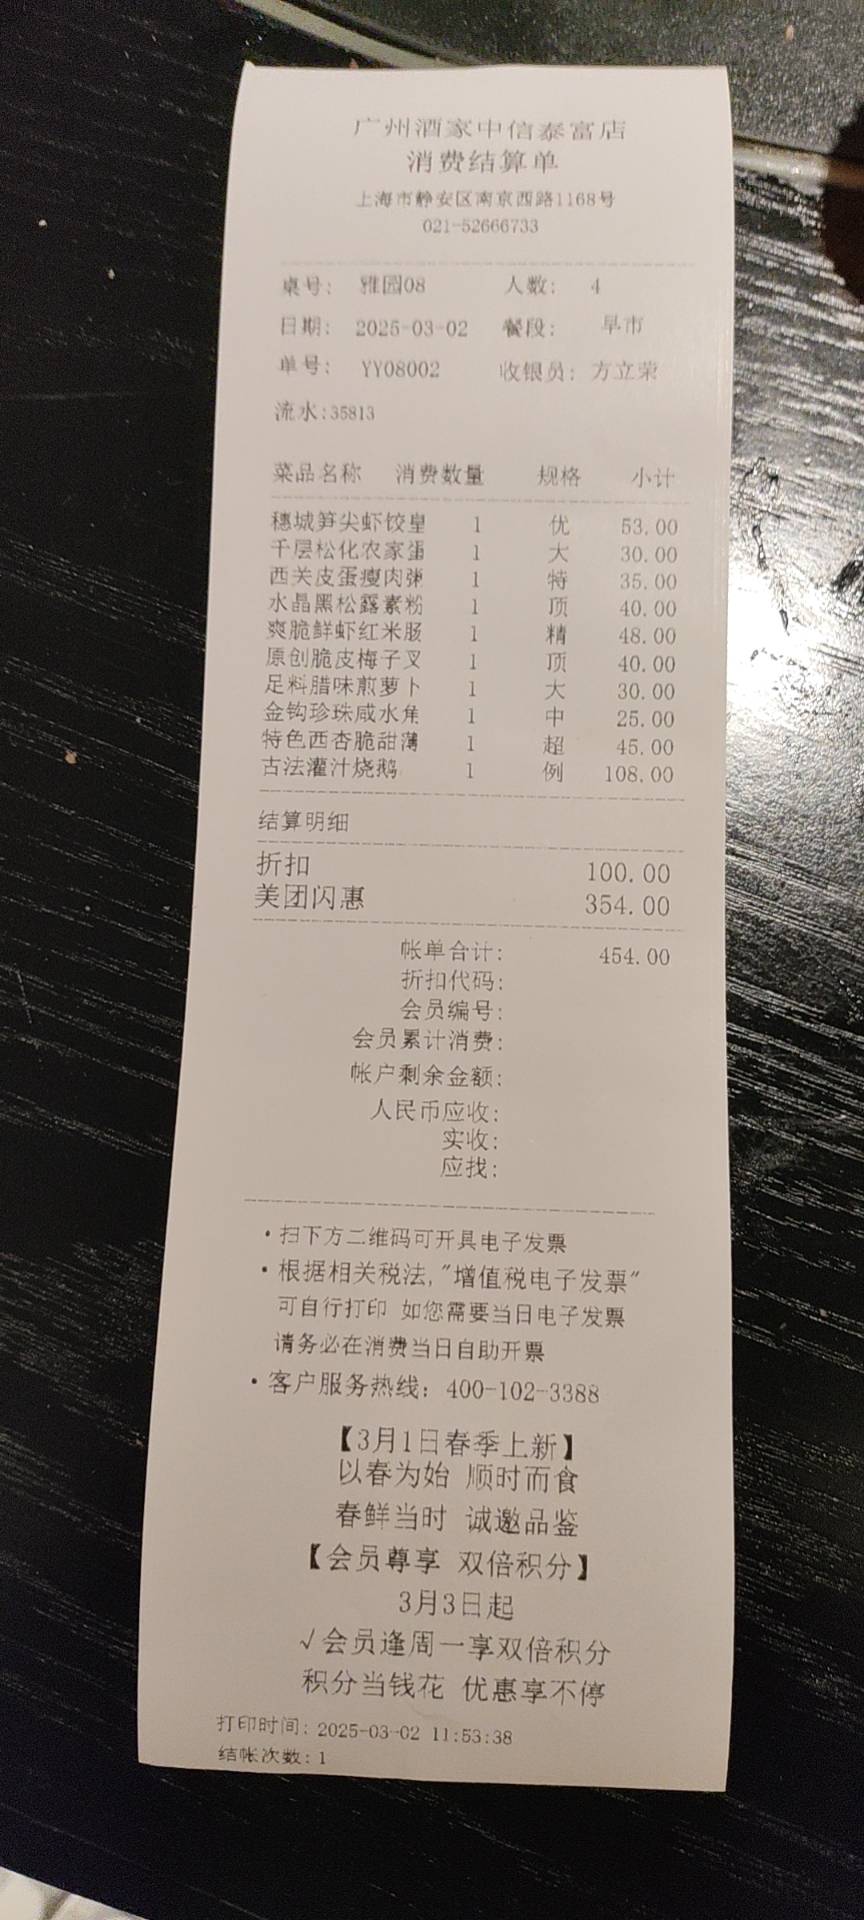 广州酒家中信泰富店
消费结算单
上海市静安区南京西路1168号
021-52666733
桌号: 雅园08 人数: 4
日期: 2025-03-02 餐段: 早市
单号: YY08002 收银员: 方立荣
流水:35813
菜品名称 消费数量 规格 小计
穗城笋尖虾饺皇 1 优 53.00
千层松化农家蛋 1 大 30.00
西关皮蛋瘦肉粥 1 特 35.00
水晶黑松露素粉 1 顶 40.00
爽脆鲜虾红米肠 1 精 48.00
原创脆皮梅子叉 1 顶 40.00
足料腊味煎萝卜 1 大 30.00
金钩珍珠咸水角 1 中 25.00
特色西杏脆甜薄 1 超 45.00
古法灌汁烧鹅 1 例 108.00
结算明细
折扣 100.00
美团闪惠 354.00
帐单合计: 454.00
折扣代码:
会员编号:
会员累计消费:
帐户剩余金额:
人民币应收:
实收:
应找:
·扫下方二维码可开具电子发票
·根据相关税法,"增值税电子发票"
可自行打印 如您需要当日电子发票
请务必在消费当日自助开票
·客户服务热线: 400-102-3388
【3月1日春季上新】
以春为始 顺时而食
春鲜当时 诚邀品鉴
【会员尊享 双倍积分】
3月3日起
√会员逢周一享双倍积分
积分当钱花 优惠享不停
打印时间: 2025-03-02 11:53:38
结帐次数: 1